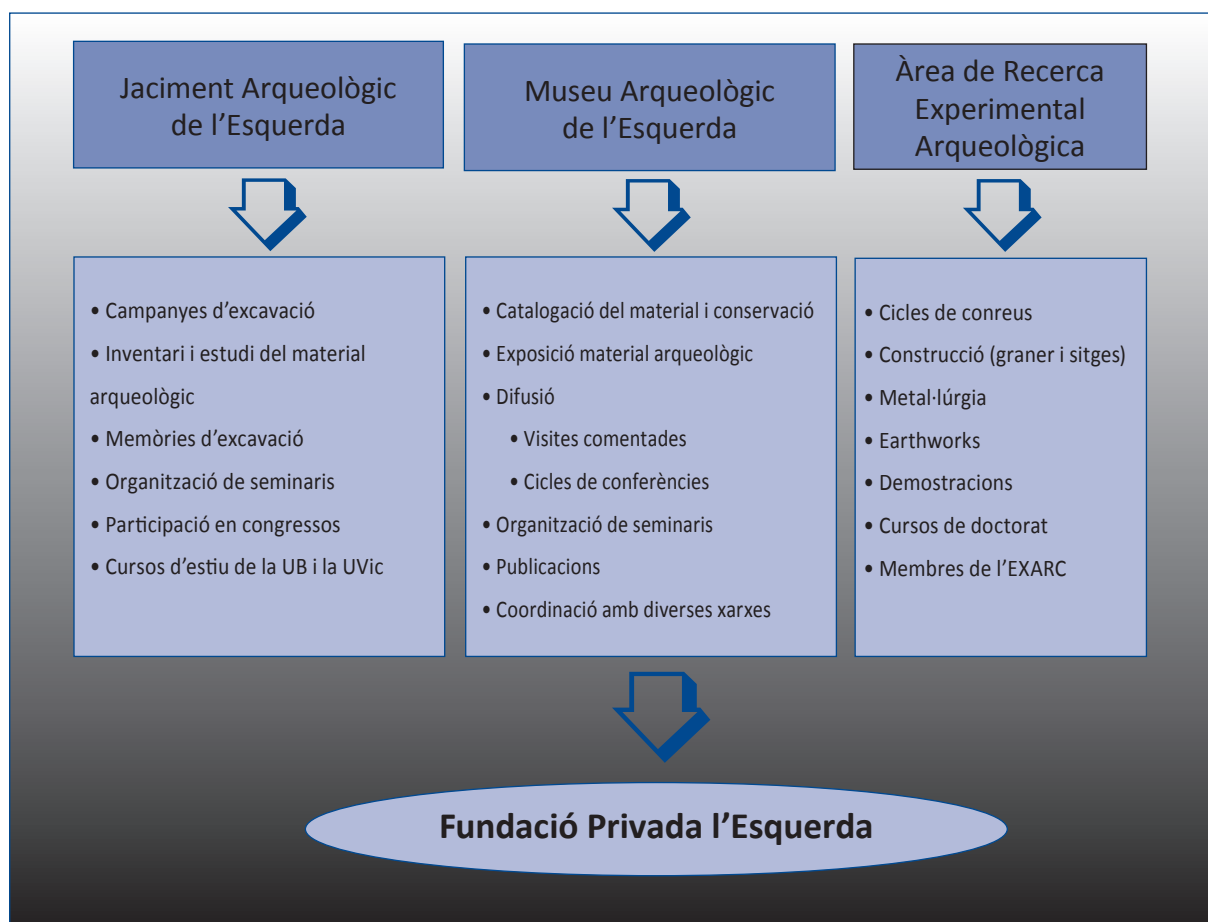 Jaciment Arqueològic
de l’Esquerda
Museu Arqueològic
de l’Esquerda
Àrea de Recerca
Experimental
Arqueològica
• Campanyes d’excavació
• Inventari i estudi del material
arqueològic
• Memòries d’excavació
• Organització de seminaris
• Participació en congressos
• Cursos d’estiu de la UB i la UVic
• Catalogació del material i conservació
• Exposició material arqueològic
• Difusió
• Visites comentades
• Cicles de conferències
• Organització de seminaris
• Publicacions
• Coordinació amb diverses xarxes
• Cicles de conreus
• Construcció (graner i sitges)
• Metal·lúrgia
• Earthworks
• Demostracions
• Cursos de doctorat
• Membres de l’EXARC
Fundació Privada l’Esquerda